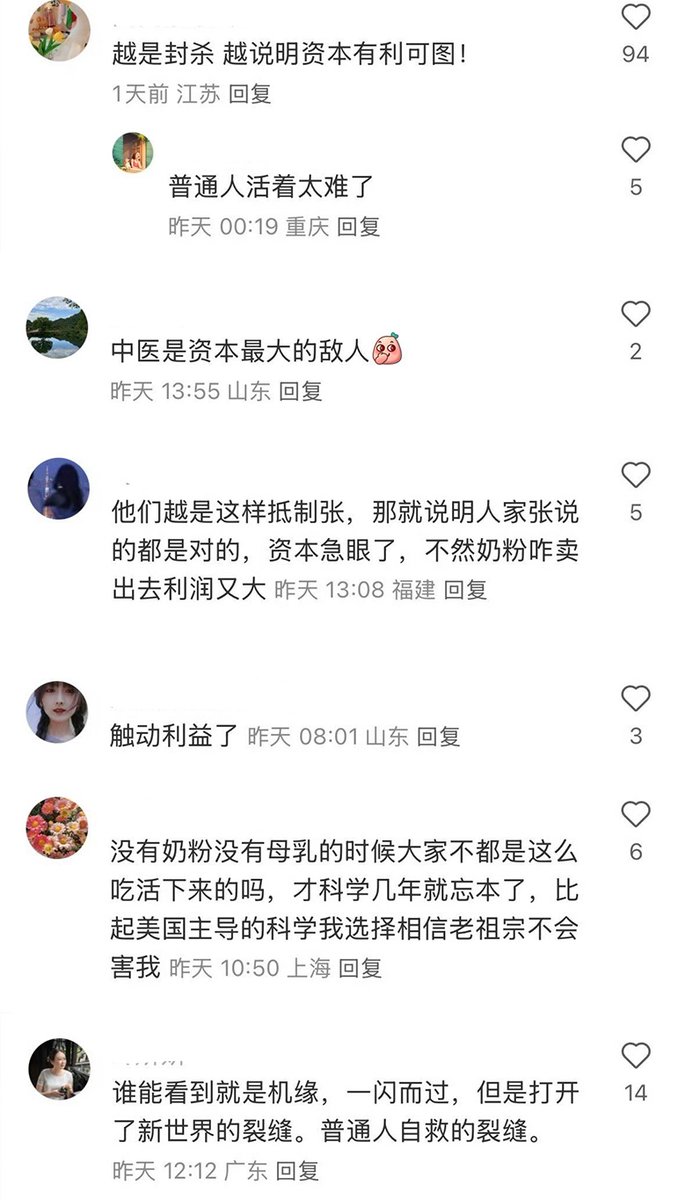 94
越是封杀 越说明资本有利可图！
1天前 江苏 回复
5
普通人活着太难了
昨天 00:19 重庆 回复
中医是资本最大的敌人
2
昨天 13:55 山东 回复
他们越是这样抵制张，那就说明人家张说
5
的都是对的，资本急眼了，不然奶粉咋卖
出去利润又大 昨天 13:08 福建 回复
触动利益了 昨天 08:01 山东 回复
3
没有奶粉没有母乳的时候大家不都是这么
6
吃活下来的吗，才科学几年就忘本了，比
起美国主导的科学我选择相信老祖宗不会
害我 昨天 10:50 上海 回复
谁能看到就是机缘，一闪而过，但是打开
14
了新世界的裂缝。普通人自救的裂缝。
昨天 12:12 广东 回复